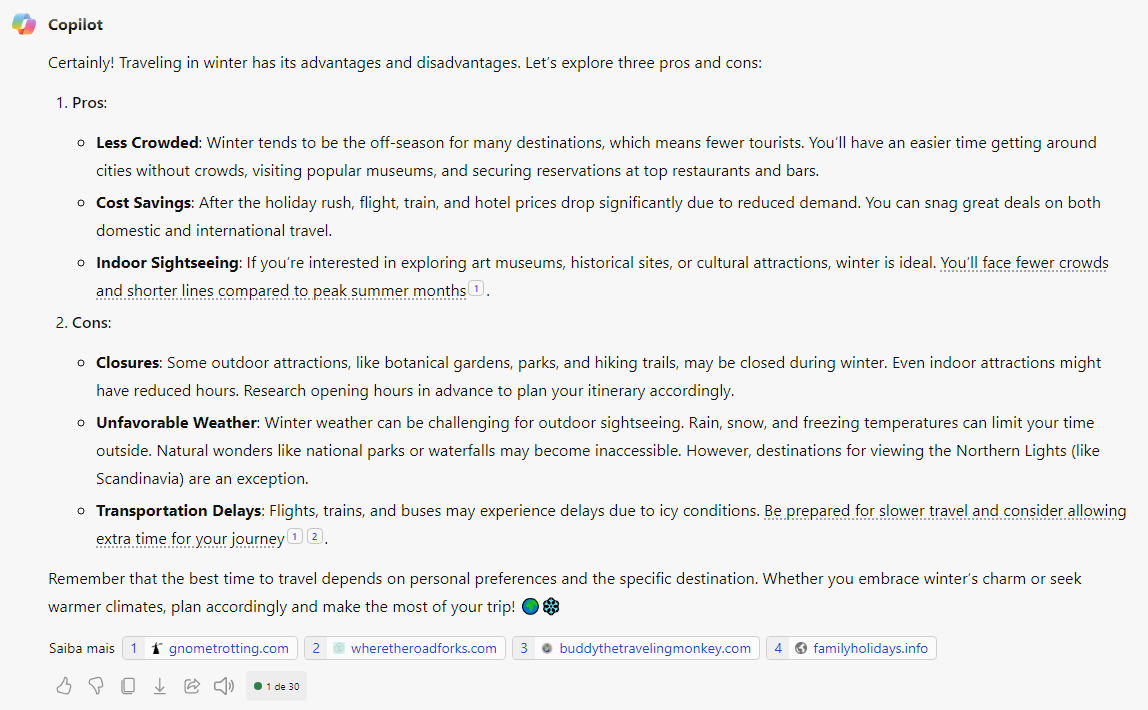 Copilot
Certainly! Traveling in winter has its advantages and disadvantages. Let’s explore three pros and cons:
1. Pros:
Less Crowded: Winter tends to be the off-season for many destinations, which means fewer tourists. You’ll have an easier time getting around
cities without crowds, visiting popular museums, and securing reservations at top restaurants and bars.
Cost Savings: After the holiday rush, flight, train, and hotel prices drop significantly due to reduced demand. You can snag great deals on both
domestic and international travel.
Indoor Sightseeing: If you’re interested in exploring art museums, historical sites, or cultural attractions, winter is ideal. You’ll face fewer crowds
and shorter lines compared to peak summer months 1 .
2. Cons:
Closures: Some outdoor attractions, like botanical gardens, parks, and hiking trails, may be closed during winter. Even indoor attractions might
have reduced hours. Research opening hours in advance to plan your itinerary accordingly.
Unfavorable Weather: Winter weather can be challenging for outdoor sightseeing. Rain, snow, and freezing temperatures can limit your time
outside. Natural wonders like national parks or waterfalls may become inaccessible. However, destinations for viewing the Northern Lights (like
Scandinavia) are an exception.
Transportation Delays: Flights, trains, and buses may experience delays due to icy conditions. Be prepared for slower travel and consider allowing
extra time for your journey 1 2 .
Remember that the best time to travel depends on personal preferences and the specific destination. Whether you embrace winter’s charm or seek
warmer climates, plan accordingly and make the most of your trip!
Saiba mais 1 gnometrotting.com 2 wheretheroadforks.com 3 buddythetravelingmonkey.com 4 familyholidays.info
1 de 30